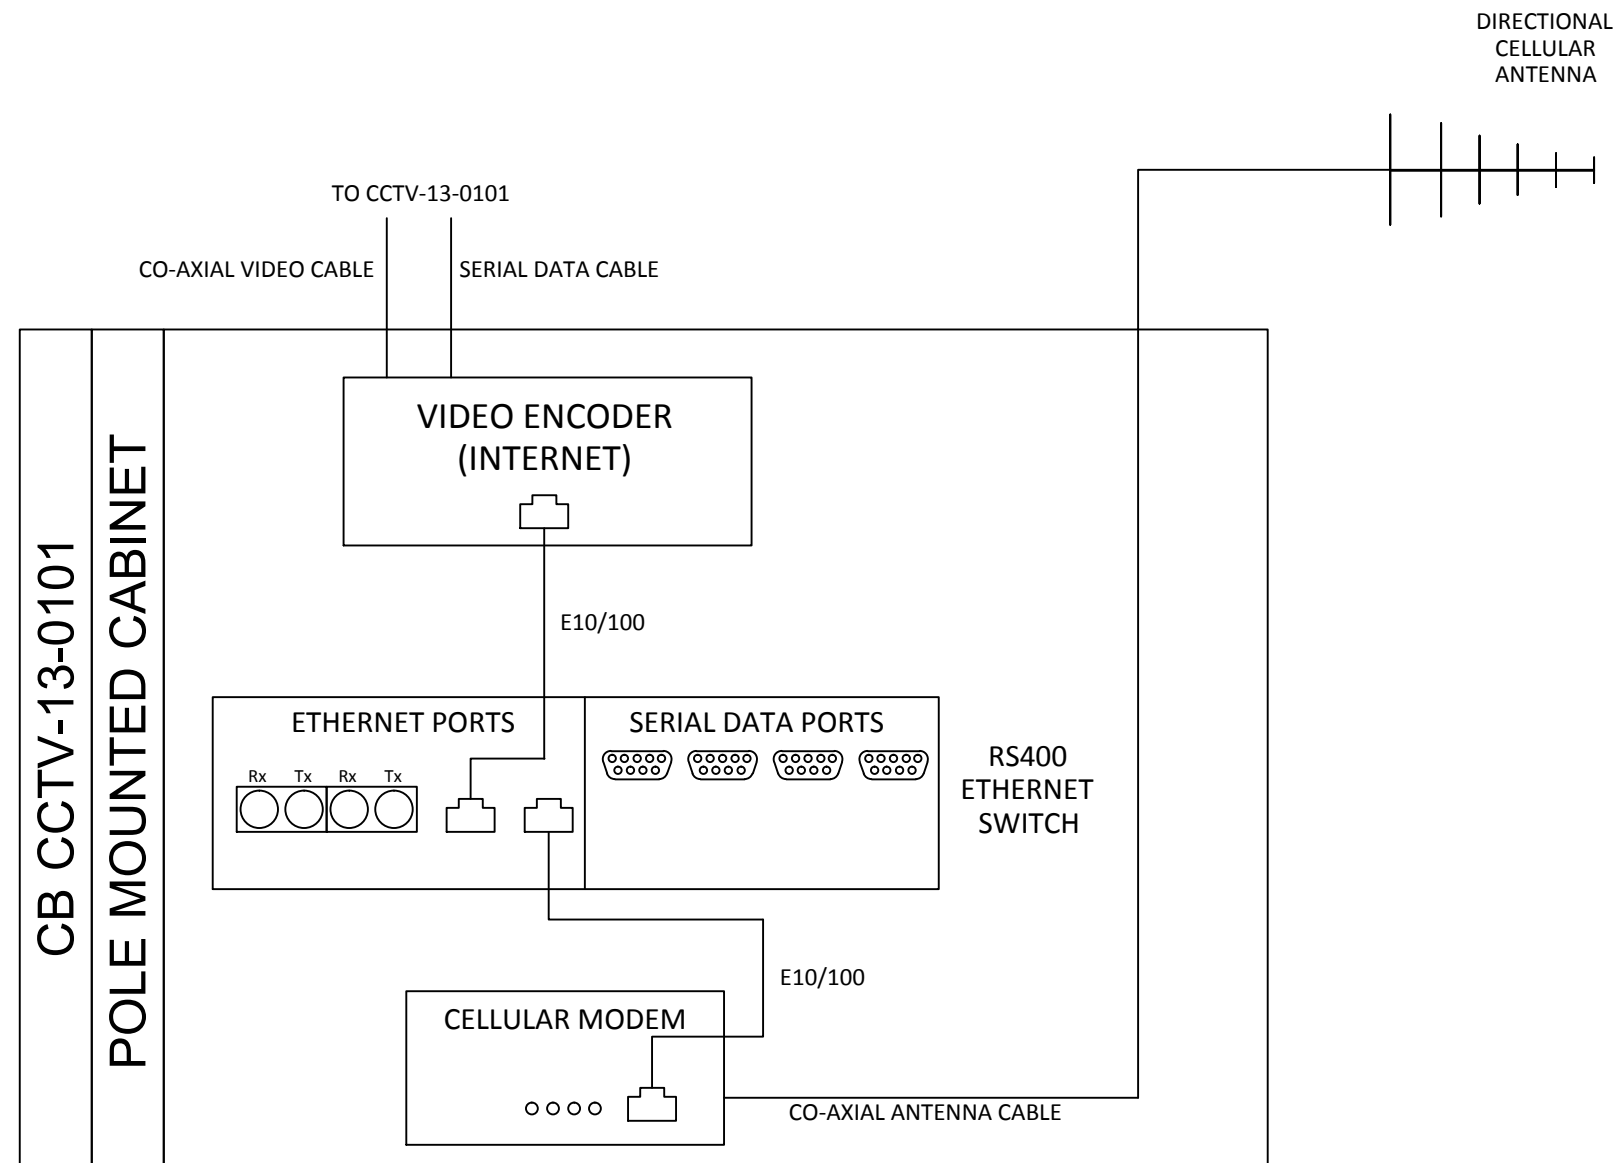 DIRECTIONAL
CELLULAR
ANTENNA
TO CCTV-13-0101
CO-AXIAL VIDEO CABLE
SERIAL DATA CABLE
CB CCTV-13-0101
POLE MOUNTED CABINET
VIDEO ENCODER
(INTERNET)
E10/100
ETHERNET PORTS
SERIAL DATA PORTS
Rx Tx Rx Tx
RS400
ETHERNET
SWITCH
E10/100
CELLULAR MODEM
CO-AXIAL ANTENNA CABLE